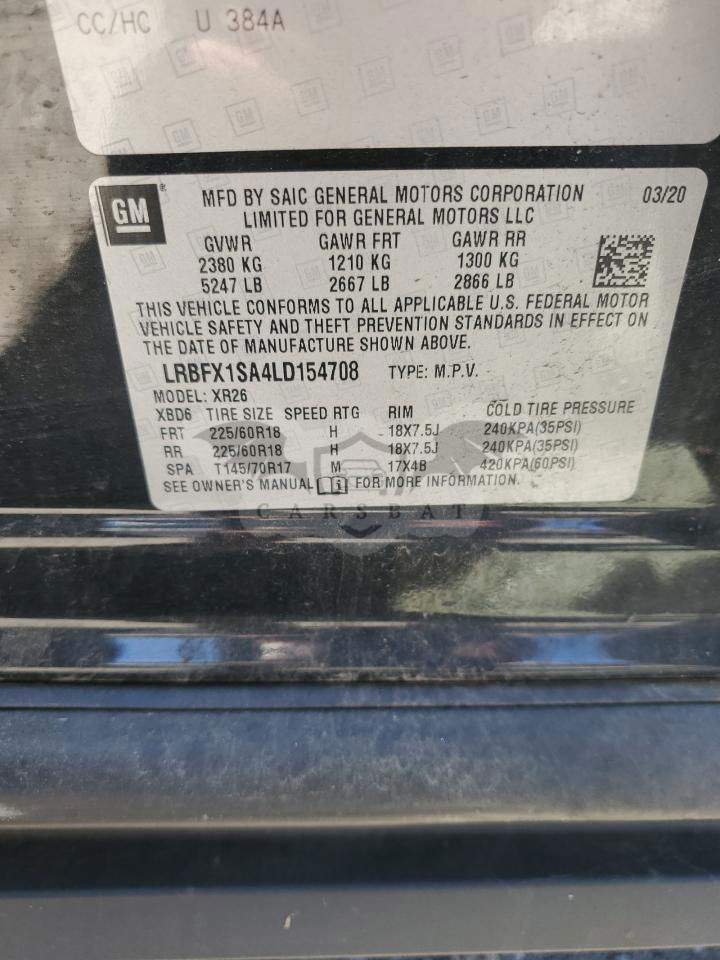 CC/HC U 384A
GM
MFD BY SAIC GENERAL MOTORS CORPORATION 03/20
LIMITED FOR GENERAL MOTORS LLC
GVWR GAWR FRT GAWR RR
2380 KG 1210 KG 1300 KG
5247 LB 2667 LB 2866 LB
THIS VEHICLE CONFORMS TO ALL APPLICABLE U.S. FEDERAL MOTOR
VEHICLE SAFETY AND THEFT PREVENTION STANDARDS IN EFFECT ON
THE DATE OF MANUFACTURE SHOWN ABOVE.
LRBFX1SA4LD154708 TYPE: M.P.V.
MODEL: XR26
XBD6 TIRE SIZE SPEED RTG RIM COLD TIRE PRESSURE
FRT 225/60R18 H 18X7.5J 240KPA(35PSI)
RR 225/60R18 H 18X7.5J 240KPA(35PSI)
SPA T145/70R17 M 17X4B 420KPA(60PSI)
SEE OWNER'S MANUAL i FOR MORE INFORMATION.
CARSBAT